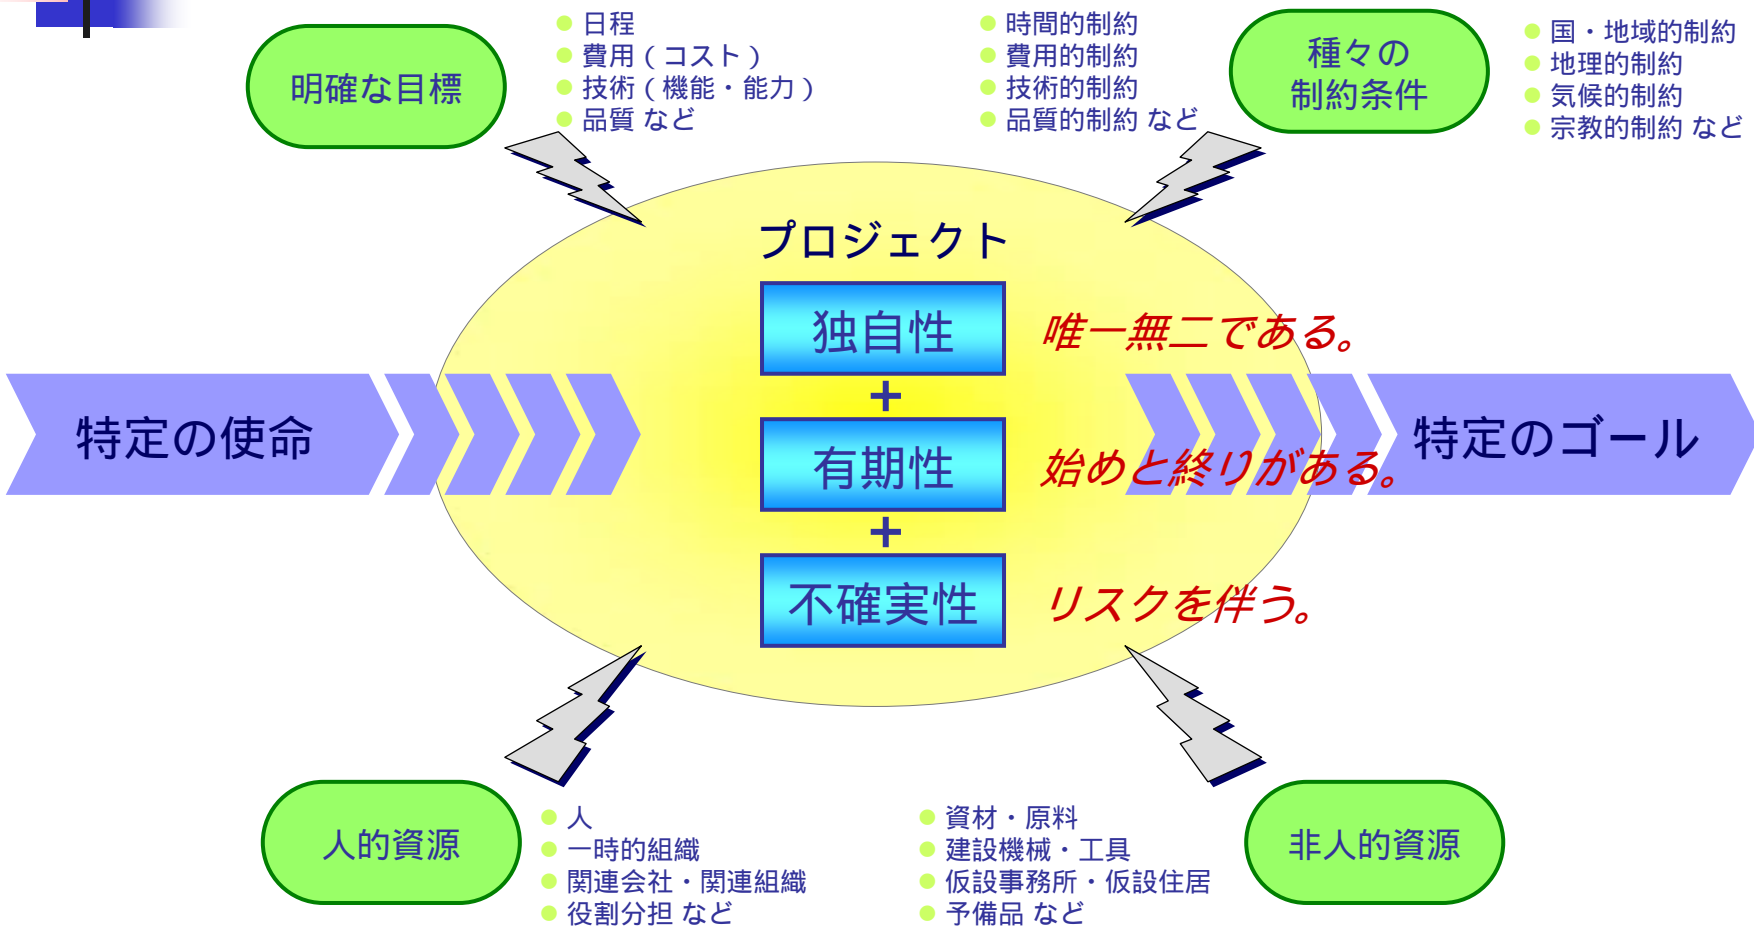 明確な目標
日程
費用（コスト）
技術（機能・能力）
品質 など
時間的制約
費用的制約
技術的制約
品質的制約 など
種々の
制約条件
国・地域的制約
地理的制約
気候的制約
宗教的制約 など
プロジェクト
独自性
唯一無二である。
+
特定の使命
有期性
始めと終りがある。
特定のゴール
+
不確実性
リスクを伴う。
人的資源
人
一時的組織
関連会社・関連組織
役割分担 など
資材・原料
建設機械・工具
仮設事務所・仮設住居
予備品 など
非人的資源